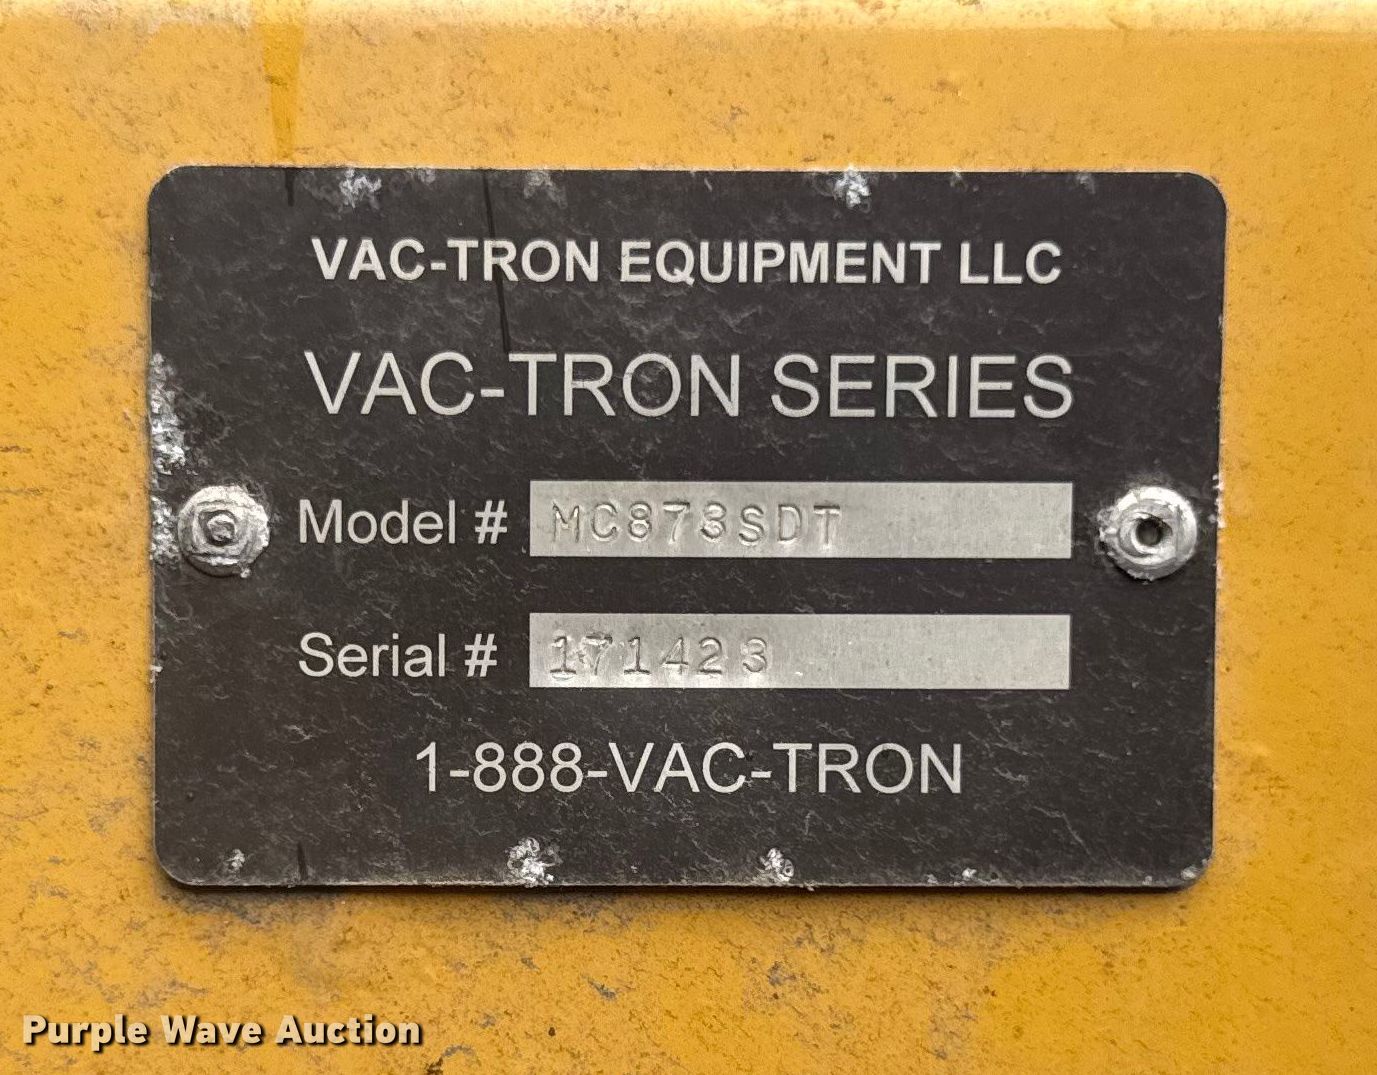 VAC-TRON EQUIPMENT LLC
VAC-TRON SERIES
Model # MC873SDT
Serial # 171423
1-888-VAC-TRON
Purple Wave Auction